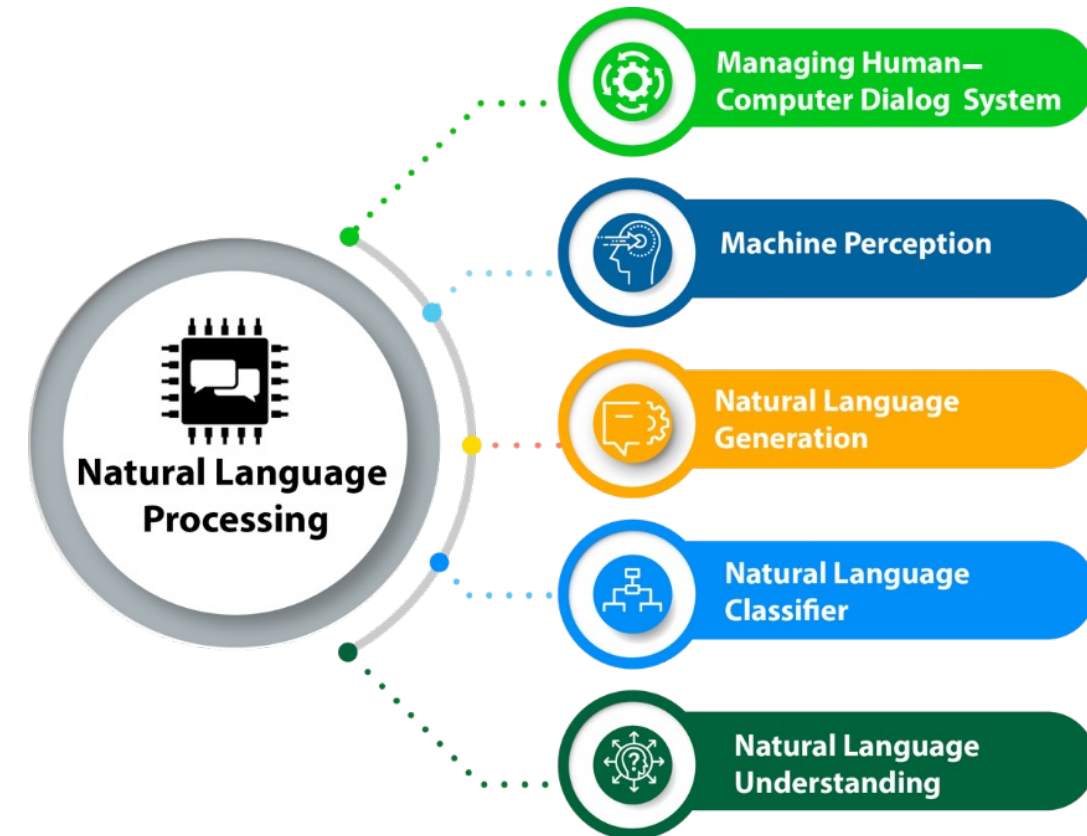 Managing Human–
Computer Dialog System
Machine Perception
Natural Language
Processing
Natural Language
Generation
Natural Language
Classifier
Natural Language
Understanding